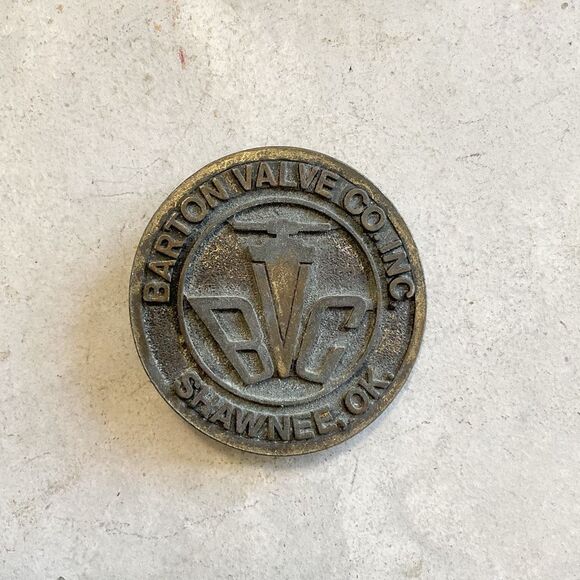 BARTON VALVE CO. INC.
BVC
SHAWNEE, OK.